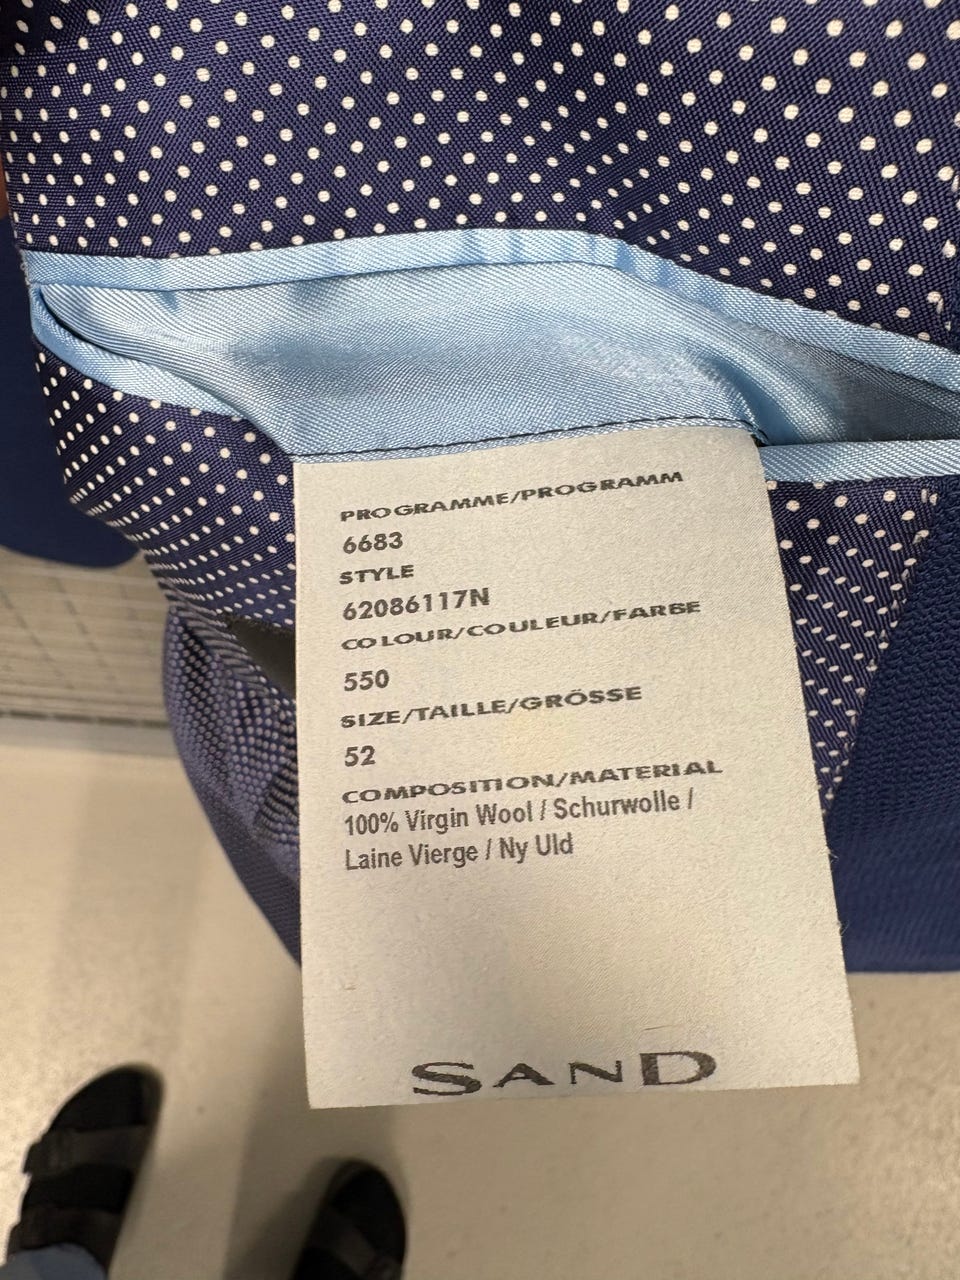 PROGRAMME/PROGRAMM
6683
STYLE
62086117N
COLOUR/COULEUR/FARBE
550
SIZE/TAILLE/GRÖSSE
52
COMPOSITION/MATERIAL
100% Virgin Wool / Schurwolle /
Laine Vierge / Ny Uld
SAND